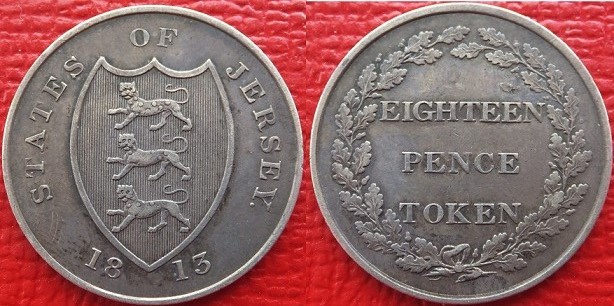 STATES OF JERSEY.
1813
EIGHTEEN
PENCE
TOKEN